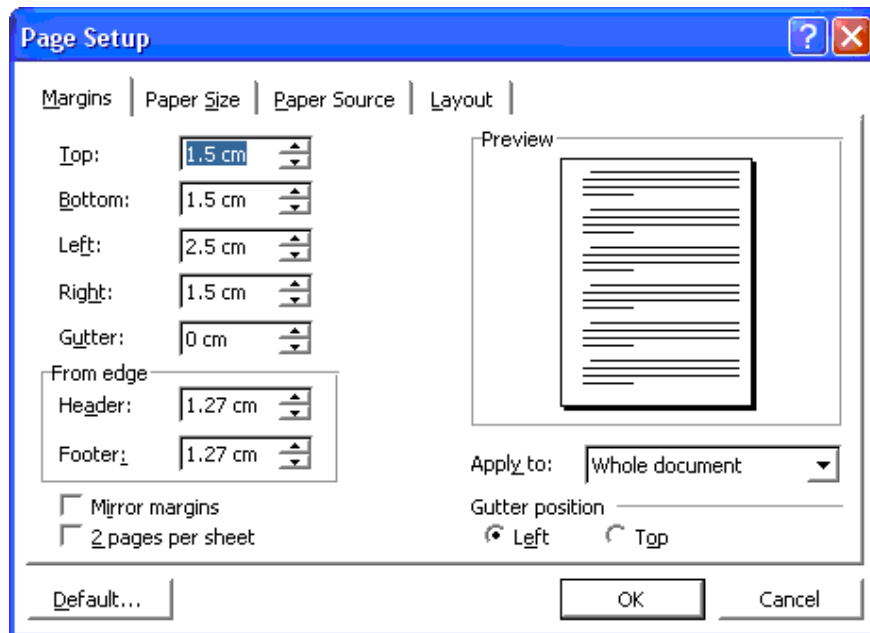 Page Setup
Margins Paper Size Paper Source Layout
Top: 1.5 cm
Bottom: 1.5 cm
Left: 2.5 cm
Right: 1.5 cm
Gutter: 0 cm
From edge
Header: 1.27 cm
Footer: 1.27 cm
Mirror margins
2 pages per sheet
Preview
Apply to: Whole document
Gutter position
Left Top
Default... OK Cancel